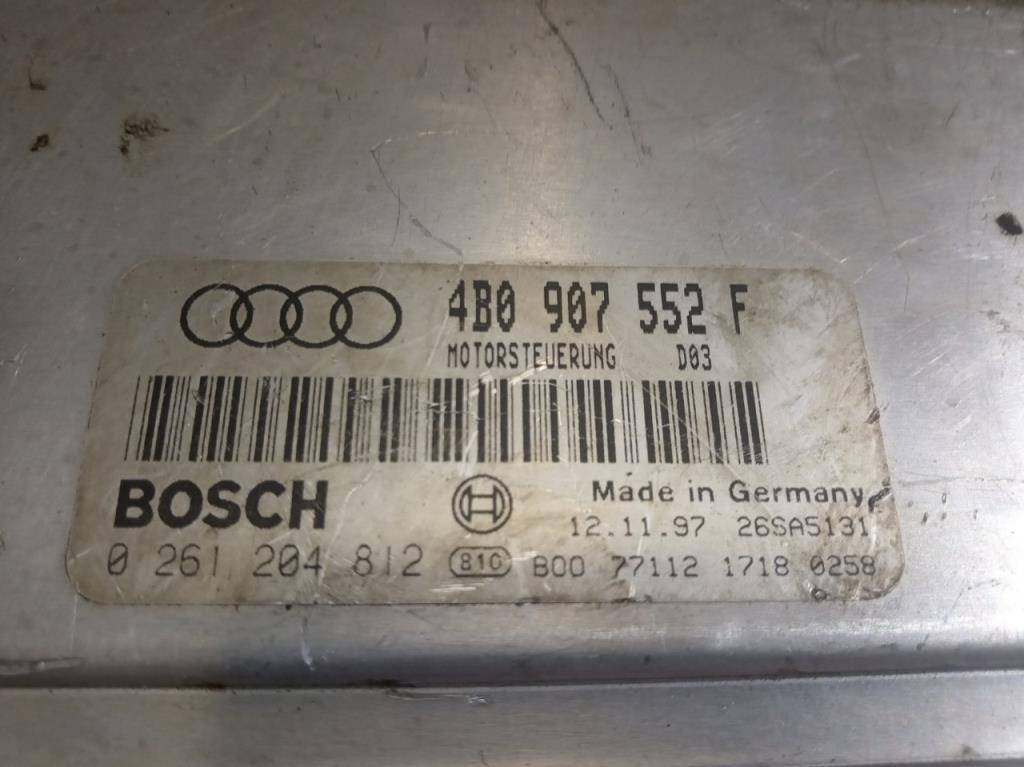 4B0 907 552 F
MOTORSTEUERUNG D03
BOSCH Made in Germany
12.11.97 26SA5131
0 261 204 812 810 B00 77112 1718 0258